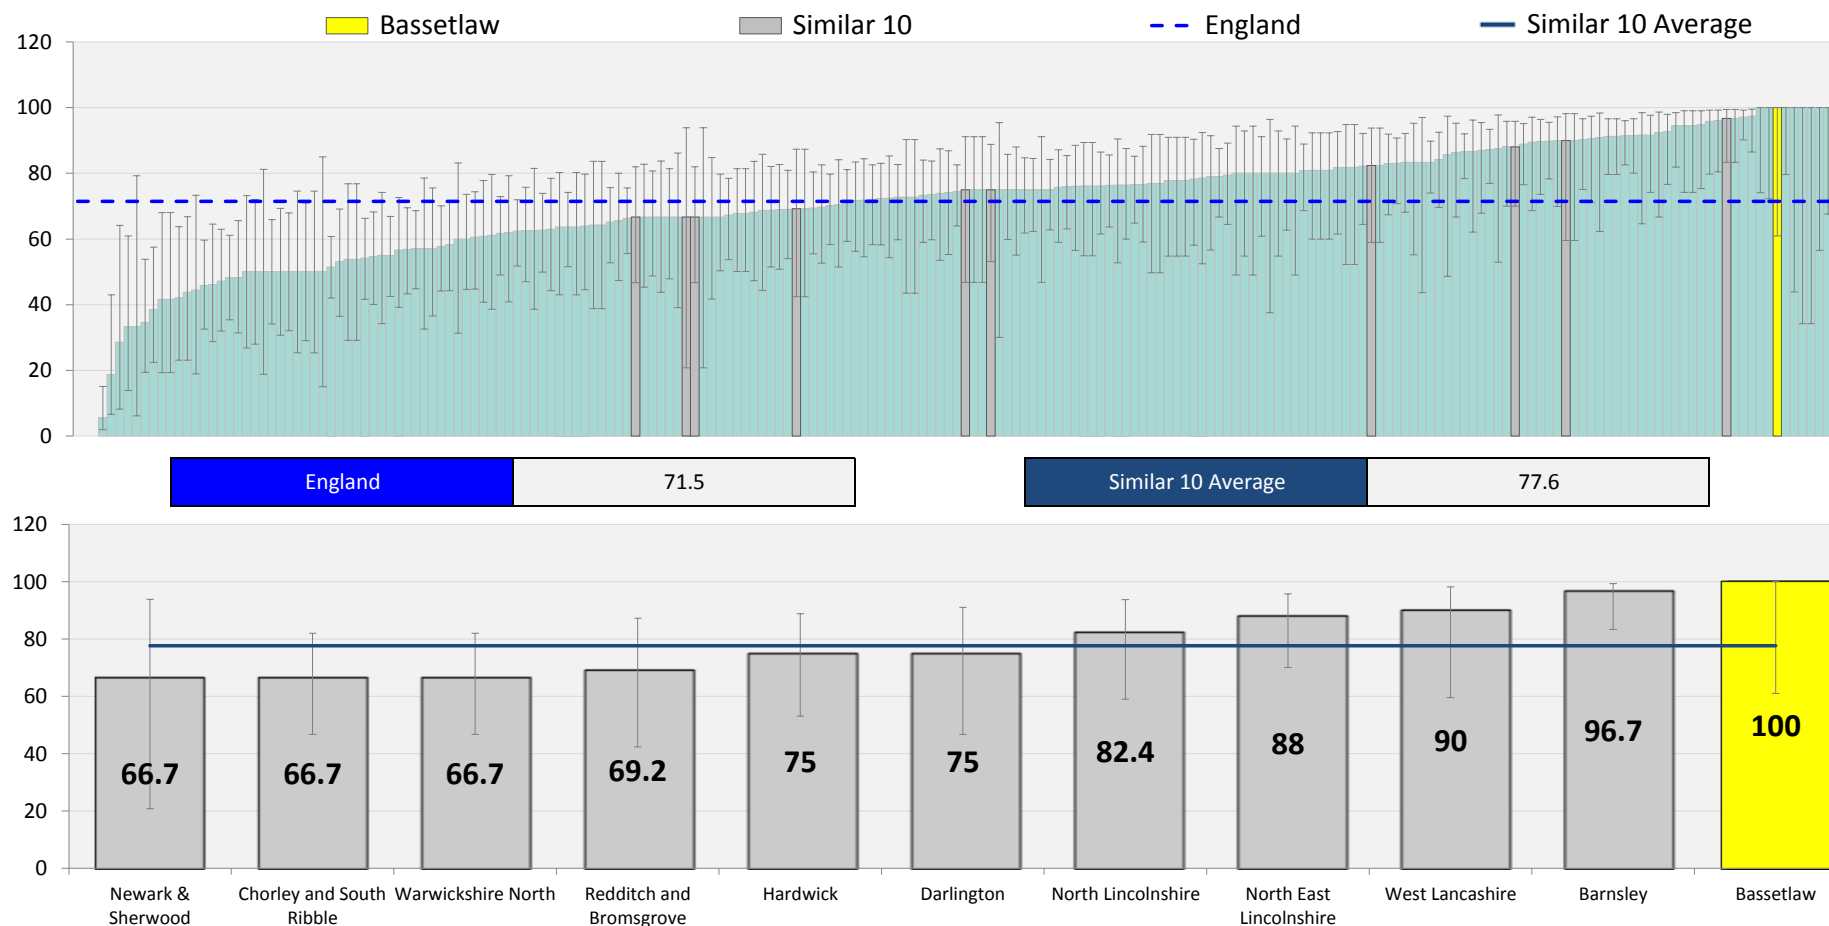 Bassetlaw Similar 10 England Similar 10 Average
120
100
80
60
40
20
0
England 71.5 Similar 10 Average 77.6
120
100
80
60
40
20
0
66.7 66.7 66.7 69.2 75 75 82.4 88 90 96.7 100
Newark & Chorley and South Warwickshire North Redditch and Hardwick Darlington North Lincolnshire North East West Lancashire Barnsley Bassetlaw
Sherwood Ribble Bromsgrove Lincolnshire